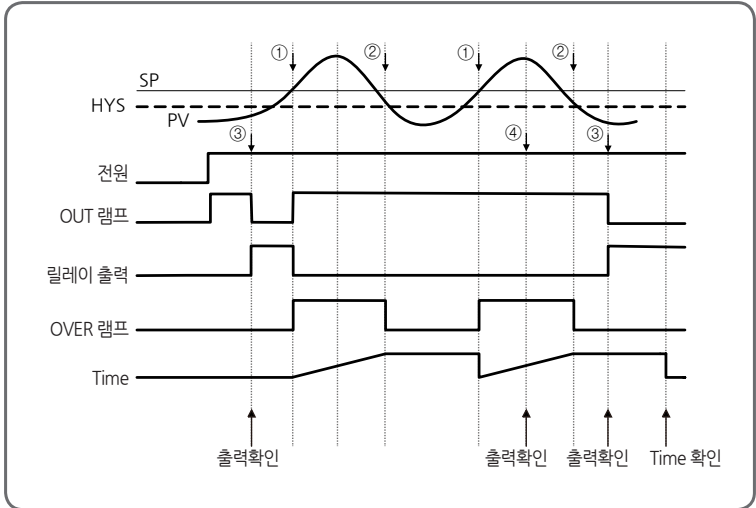 ① ② ① ②
SP
HYS
PV
③ ④ ③
전원
OUT 램프
릴레이 출력
OVER 램프
Time
출력확인 출력확인 출력확인 Time 확인